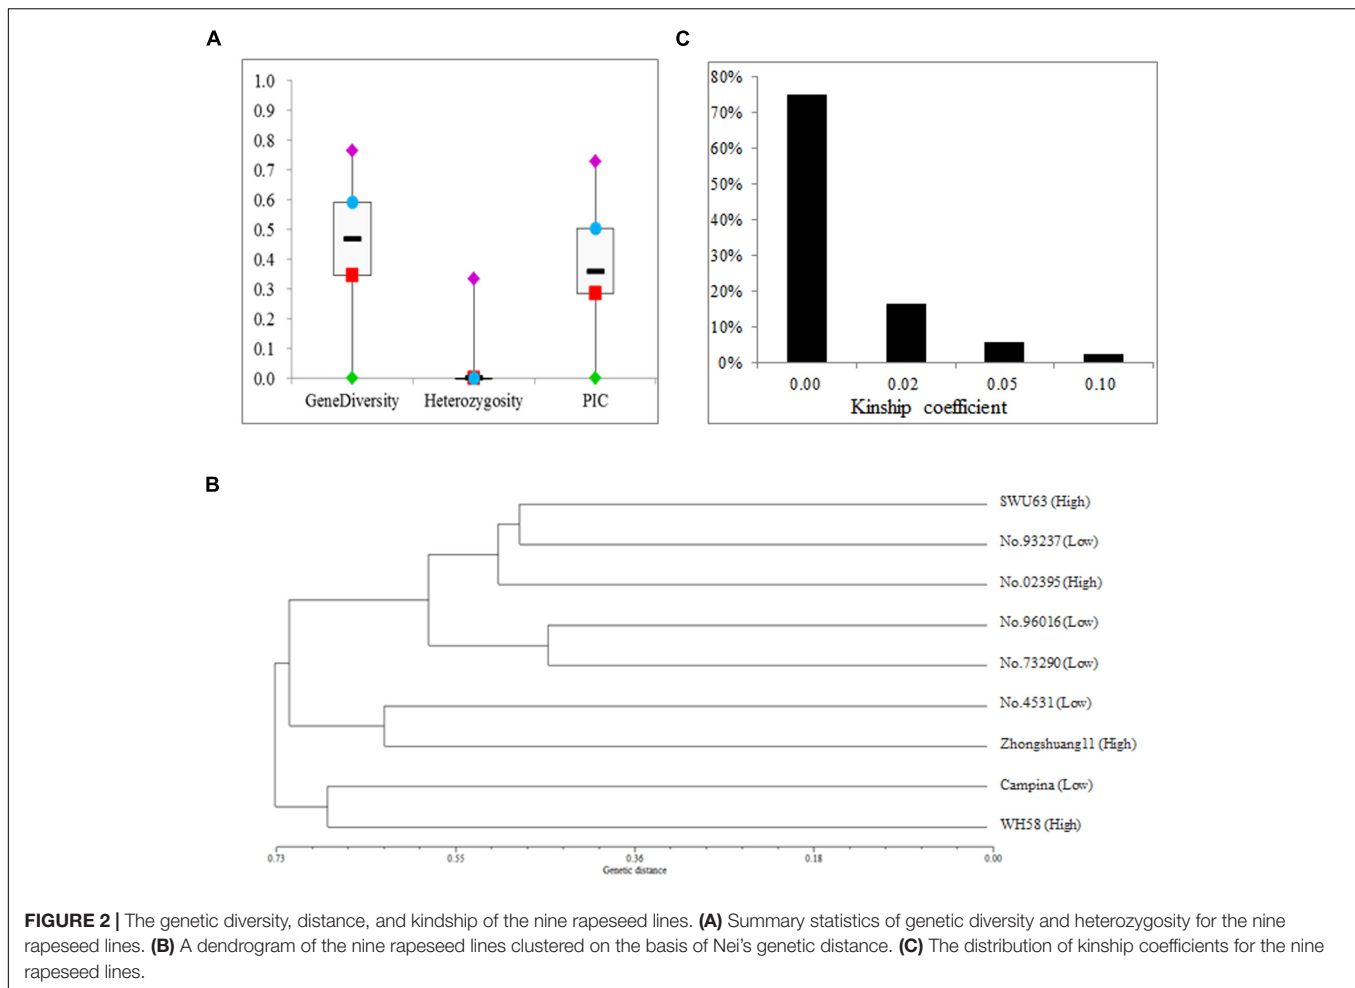 A
1.0
0.9
0.8
0.7
0.6
0.5
0.4
0.3
0.2
0.1
0.0
GeneDiversity Heterozygosity PIC
C
80%
70%
60%
50%
40%
30%
20%
10%
0%
0.00 0.02 0.05 0.10
Kinship coefficient
B
SWU63 (High)
No.93237 (Low)
No.02395 (High)
No.96016 (Low)
No.73290 (Low)
No.4531 (Low)
Zhongshuang11 (High)
Campina (Low)
WH58 (High)
0.73 0.55 0.36 0.18 0.00
Genetic distance
FIGURE 2 | The genetic diversity, distance, and kindship of the nine rapeseed lines. (A) Summary statistics of genetic diversity and heterozygosity for the nine
rapeseed lines. (B) A dendrogram of the nine rapeseed lines clustered on the basis of Nei's genetic distance. (C) The distribution of kinship coefficients for the nine
rapeseed lines.